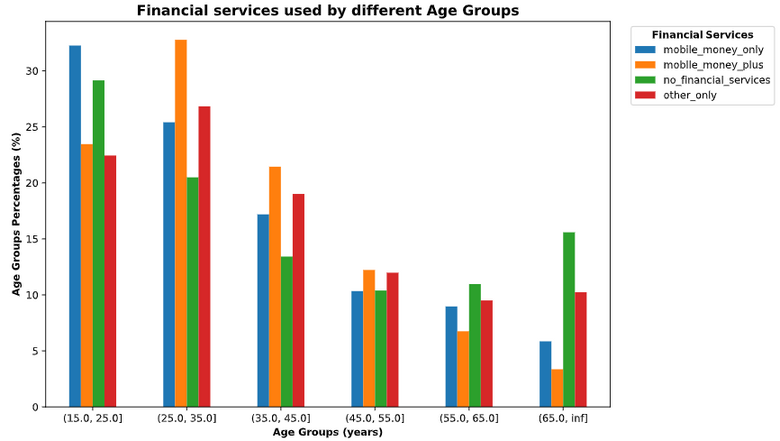 Financial services used by different Age Groups
Financial Services
mobile_money_only
mobile_money_plus
no_financial_services
other_only
Age Groups Percentages (%)
30
25
20
15
10
5
0
(15.0, 25.0]
(25.0, 35.0]
(35.0, 45.0]
(45.0, 55.0]
(55.0, 65.0]
(65.0, inf]
Age Groups (years)